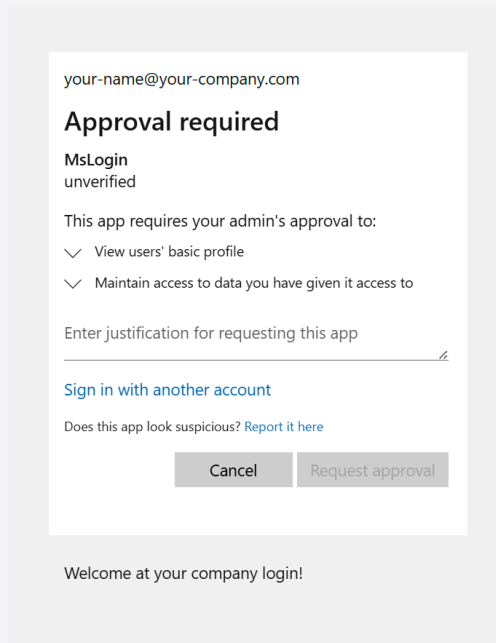 your-name@your-company.com
Approval required
MsLogin
unverified
This app requires your admin's approval to:
View users' basic profile
Maintain access to data you have given it access to
Enter justification for requesting this app
Sign in with another account
Does this app look suspicious? Report it here
Cancel
Request approval
Welcome at your company login!